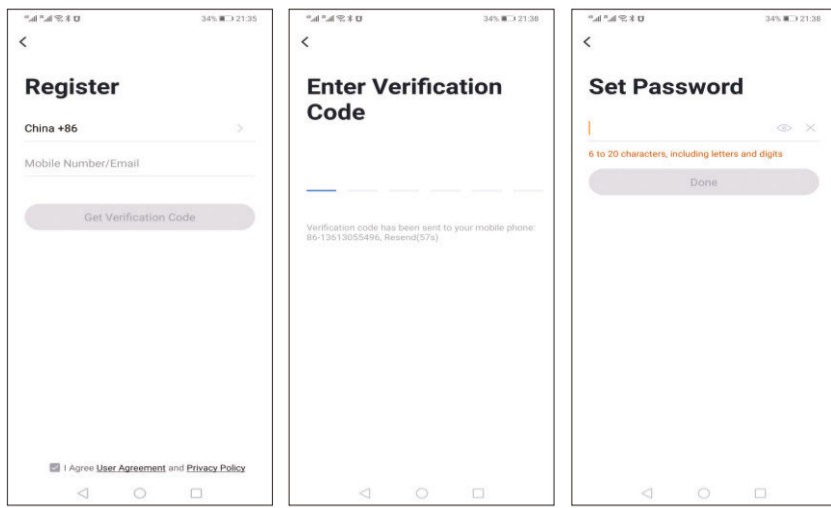 34% 21:35
Register
China +86
Mobile Number/Email
Get Verification Code
I Agree User Agreement and Privacy Policy
34% 21:38
Enter Verification
Code
Verification code has been sent to your mobile phone:
86-13613055496, Resend(57s)
34% 21:38
Set Password
6 to 20 characters, including letters and digits
Done